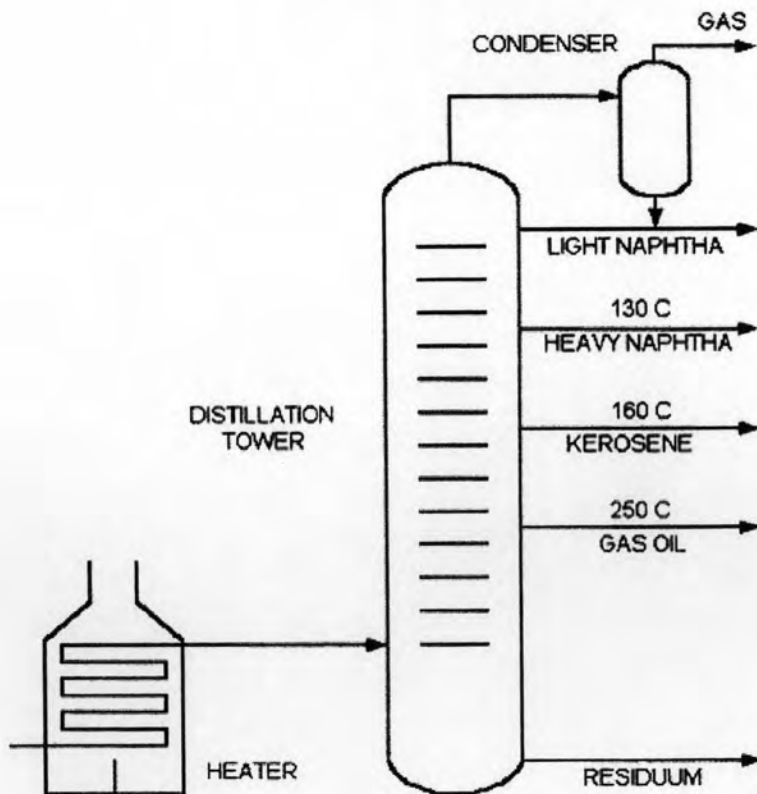 GAS
CONDENSER
LIGHT NAPHTHA
130 C
HEAVY NAPHTHA
DISTILLATION
TOWER
160 C
KEROSENE
250 C
GAS OIL
HEATER
RESIDUUM